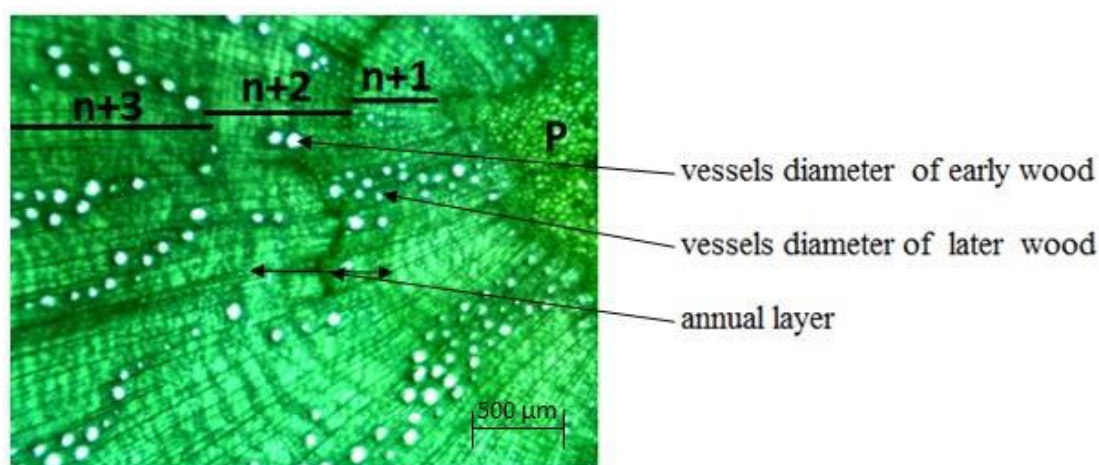 n+1
n+2
n+3
P
vessels diameter of early wood
vessels diameter of later wood
annual layer
500 µm